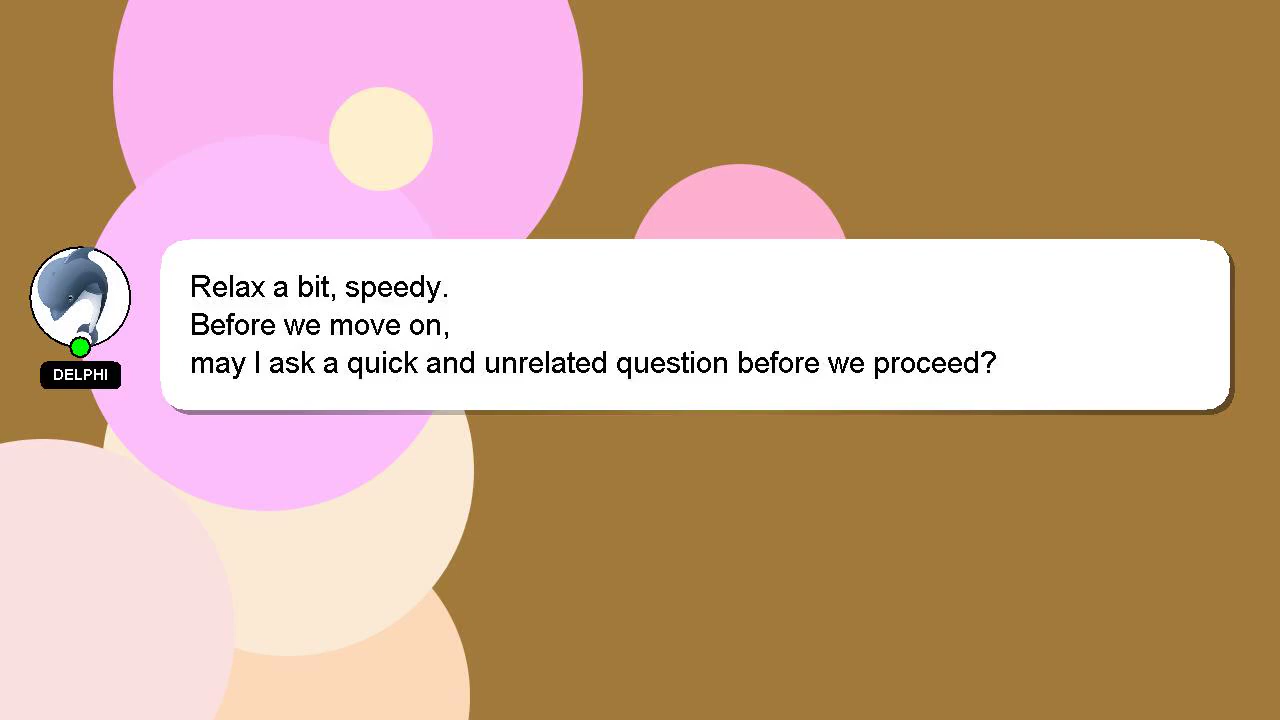 Relax a bit, speedy.
Before we move on,
may I ask a quick and unrelated question before we proceed?
DELPHI